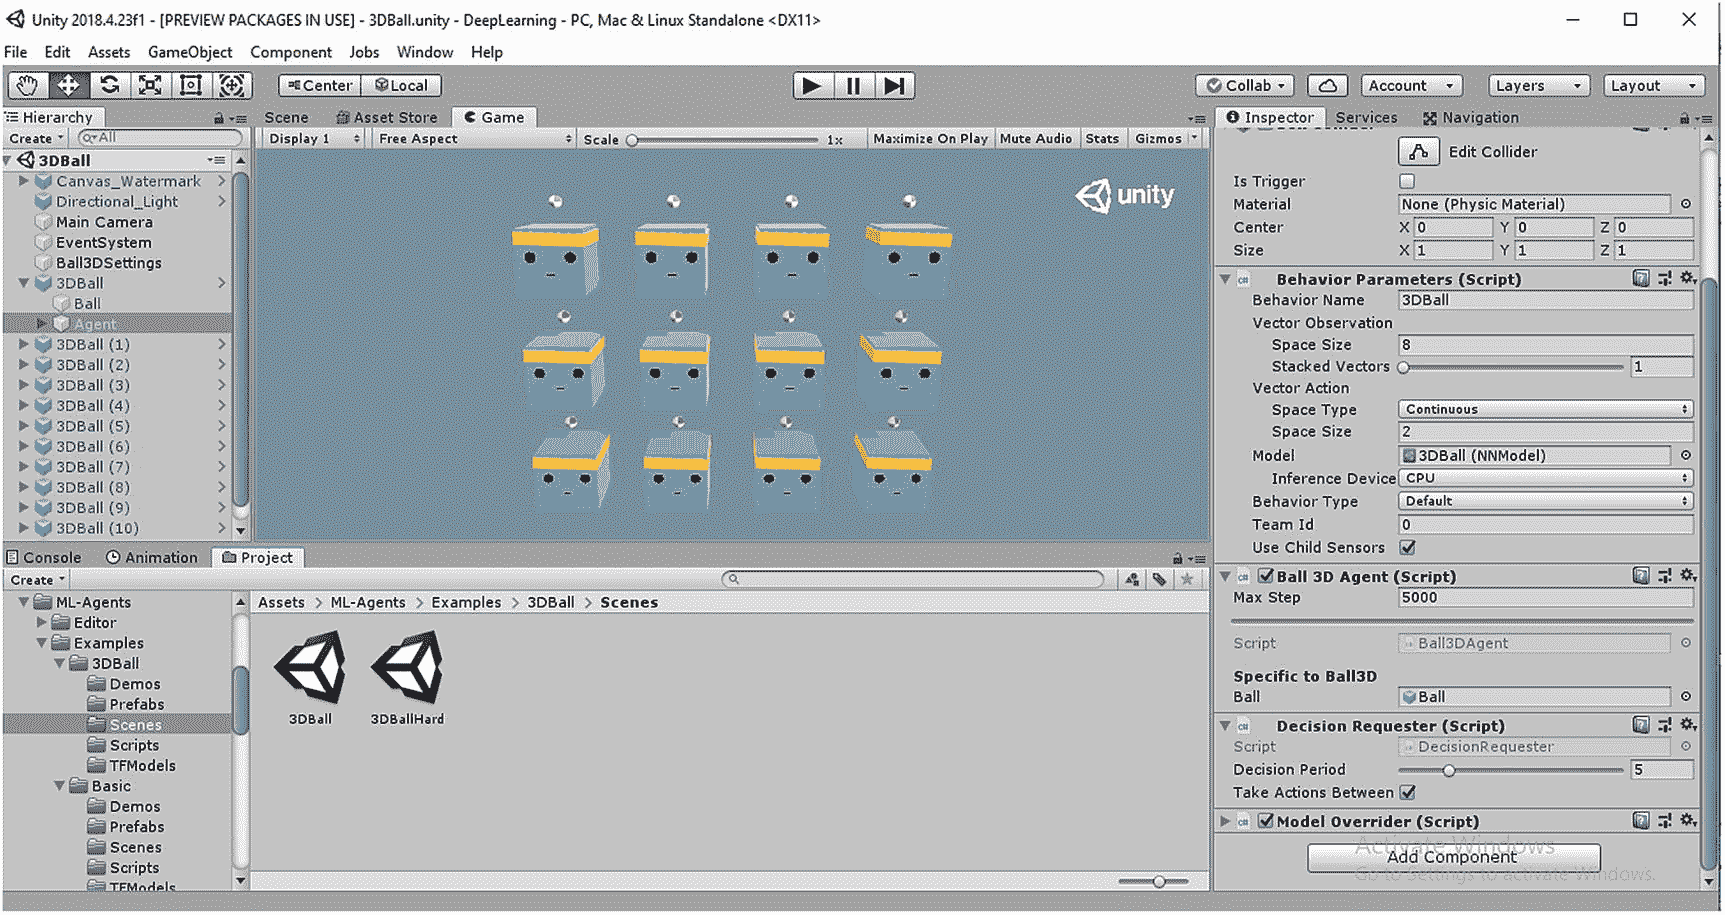 Unity 2018.4.23f1 - [PREVIEW PACKAGES IN USE] - 3DBall.unity - DeepLearning - PC, Mac & Linux Standalone <DX11>
File Edit Assets GameObject Component Jobs Window Help
Center Local Collab Account Layers Layout
Hierarchy
Create All
3DBall
Canvas_Watermark
Directional_Light
Main Camera
EventSystem
Ball3DSettings
3DBall
Ball
Agent
3DBall (1)
3DBall (2)
3DBall (3)
3DBall (4)
3DBall (5)
3DBall (6)
3DBall (7)
3DBall (8)
3DBall (9)
3DBall (10)
Scene Asset Store Game
Display 1 Free Aspect Scale 1x Maximize On Play Mute Audio Stats Gizmos
unity
Console Animation Project
Create
ML-Agents
Editor
Examples
3DBall
Demos
Prefabs
Scenes
Scripts
TFModels
Basic
Demos
Prefabs
Scenes
Scripts
TFModels
Assets > ML-Agents > Examples > 3DBall > Scenes
3DBall 3DBallHard
Inspector Services Navigation
Edit Collider
Is Trigger
Material None (Physic Material)
Center X 0 Y 0 Z 0
Size X 1 Y 1 Z 1
Behavior Parameters (Script)
Behavior Name 3DBall
Vector Observation
Space Size 8
Stacked Vectors 1
Vector Action
Space Type Continuous
Space Size 2
Model 3DBall (NNModel)
Inference Device CPU
Behavior Type Default
Team Id 0
Use Child Sensors
Ball 3D Agent (Script)
Max Step 5000
Script Ball3DAgent
Specific to Ball3D
Ball Ball
Decision Requester (Script)
Script DecisionRequester
Decision Period 5
Take Actions Between
Model Overrider (Script)
Activate Windows
Add Component
Go to Settings to activate Windows.